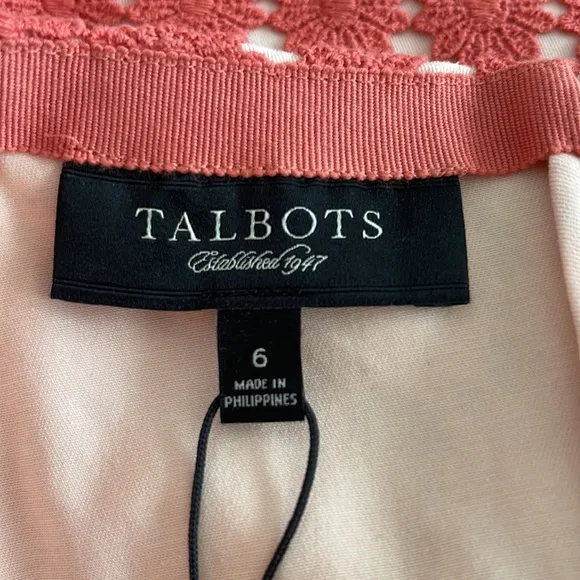 TALBOTS
Established 1947
6
MADE IN
PHILIPPINES